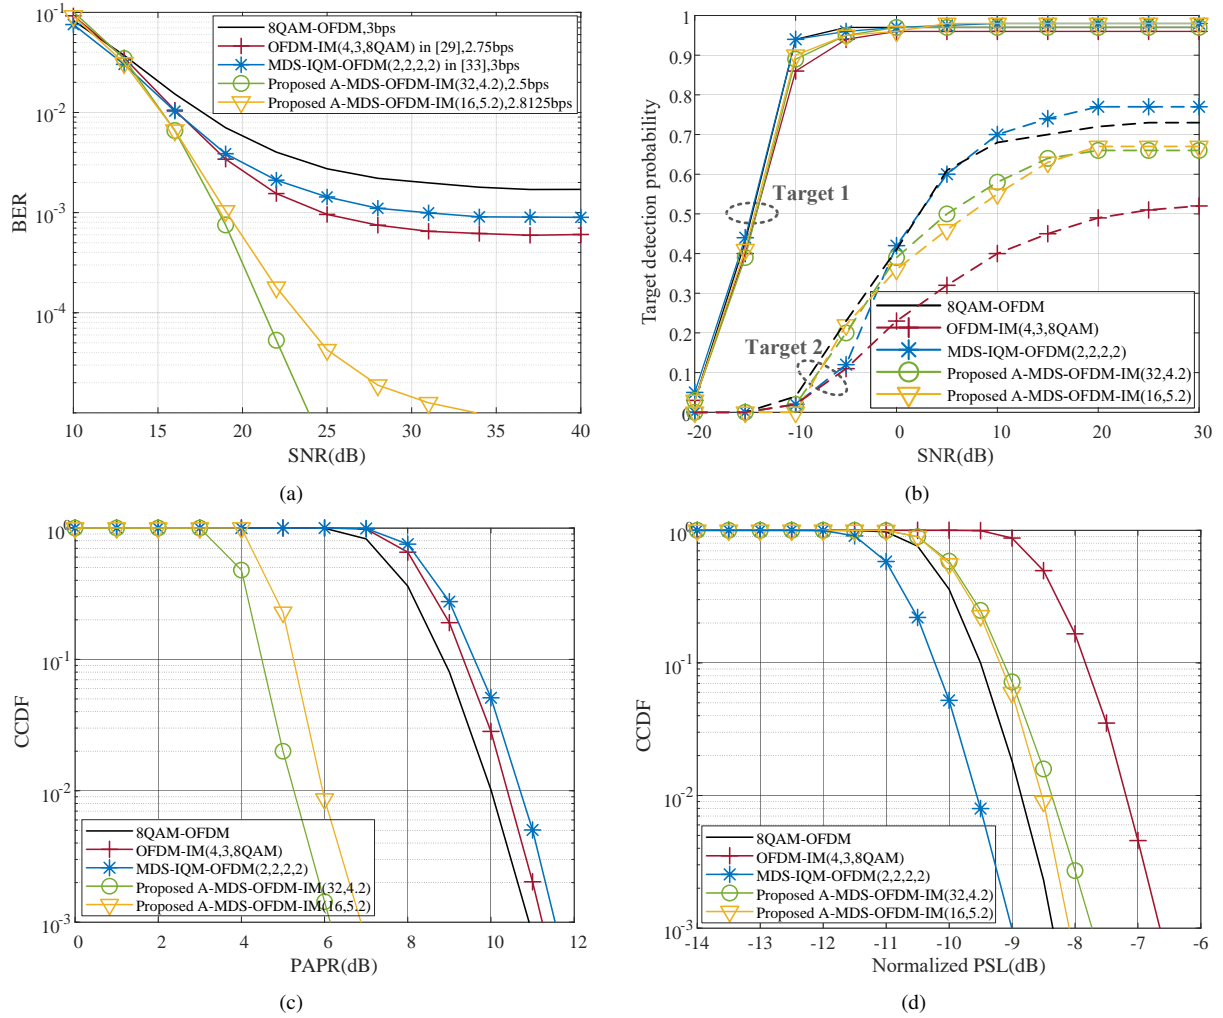 10^-1
10^-2
10^-3
10^-4
BER
8QAM-OFDM,3bps
OFDM-IM(4,3,8QAM) in [29],2.75bps
MDS-IQM-OFDM(2,2,2,2) in [33],3bps
Proposed A-MDS-OFDM-IM(32,4.2),2.5bps
Proposed A-MDS-OFDM-IM(16,5.2),2.8125bps
10 15 20 25 30 35 40
SNR(dB)
(a)
1
0.9
0.8
0.7
0.6
0.5
0.4
0.3
0.2
0.1
0
Target detection probability
Target 1
Target 2
8QAM-OFDM
OFDM-IM(4,3,8QAM)
MDS-IQM-OFDM(2,2,2,2)
Proposed A-MDS-OFDM-IM(32,4.2)
Proposed A-MDS-OFDM-IM(16,5.2)
-20 -10 0 10 20 30
SNR(dB)
(b)
10^0
10^-1
10^-2
10^-3
CCDF
8QAM-OFDM
OFDM-IM(4,3,8QAM)
MDS-IQM-OFDM(2,2,2,2)
Proposed A-MDS-OFDM-IM(32,4.2)
Proposed A-MDS-OFDM-IM(16,5.2)
0 2 4 6 8 10 12
PAPR(dB)
(c)
10^0
10^-1
10^-2
10^-3
CCDF
8QAM-OFDM
OFDM-IM(4,3,8QAM)
MDS-IQM-OFDM(2,2,2,2)
Proposed A-MDS-OFDM-IM(32,4.2)
Proposed A-MDS-OFDM-IM(16,5.2)
-14 -13 -12 -11 -10 -9 -8 -7 -6
Normalized PSL(dB)
(d)